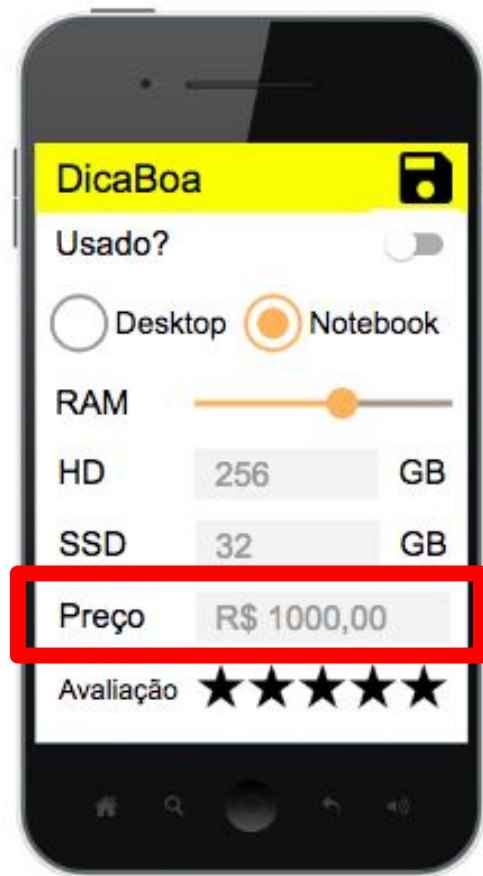 DicaBoa
Usado?
Desktop Notebook
RAM
HD 256 GB
SSD 32 GB
Preço R$ 1000,00
Avaliação